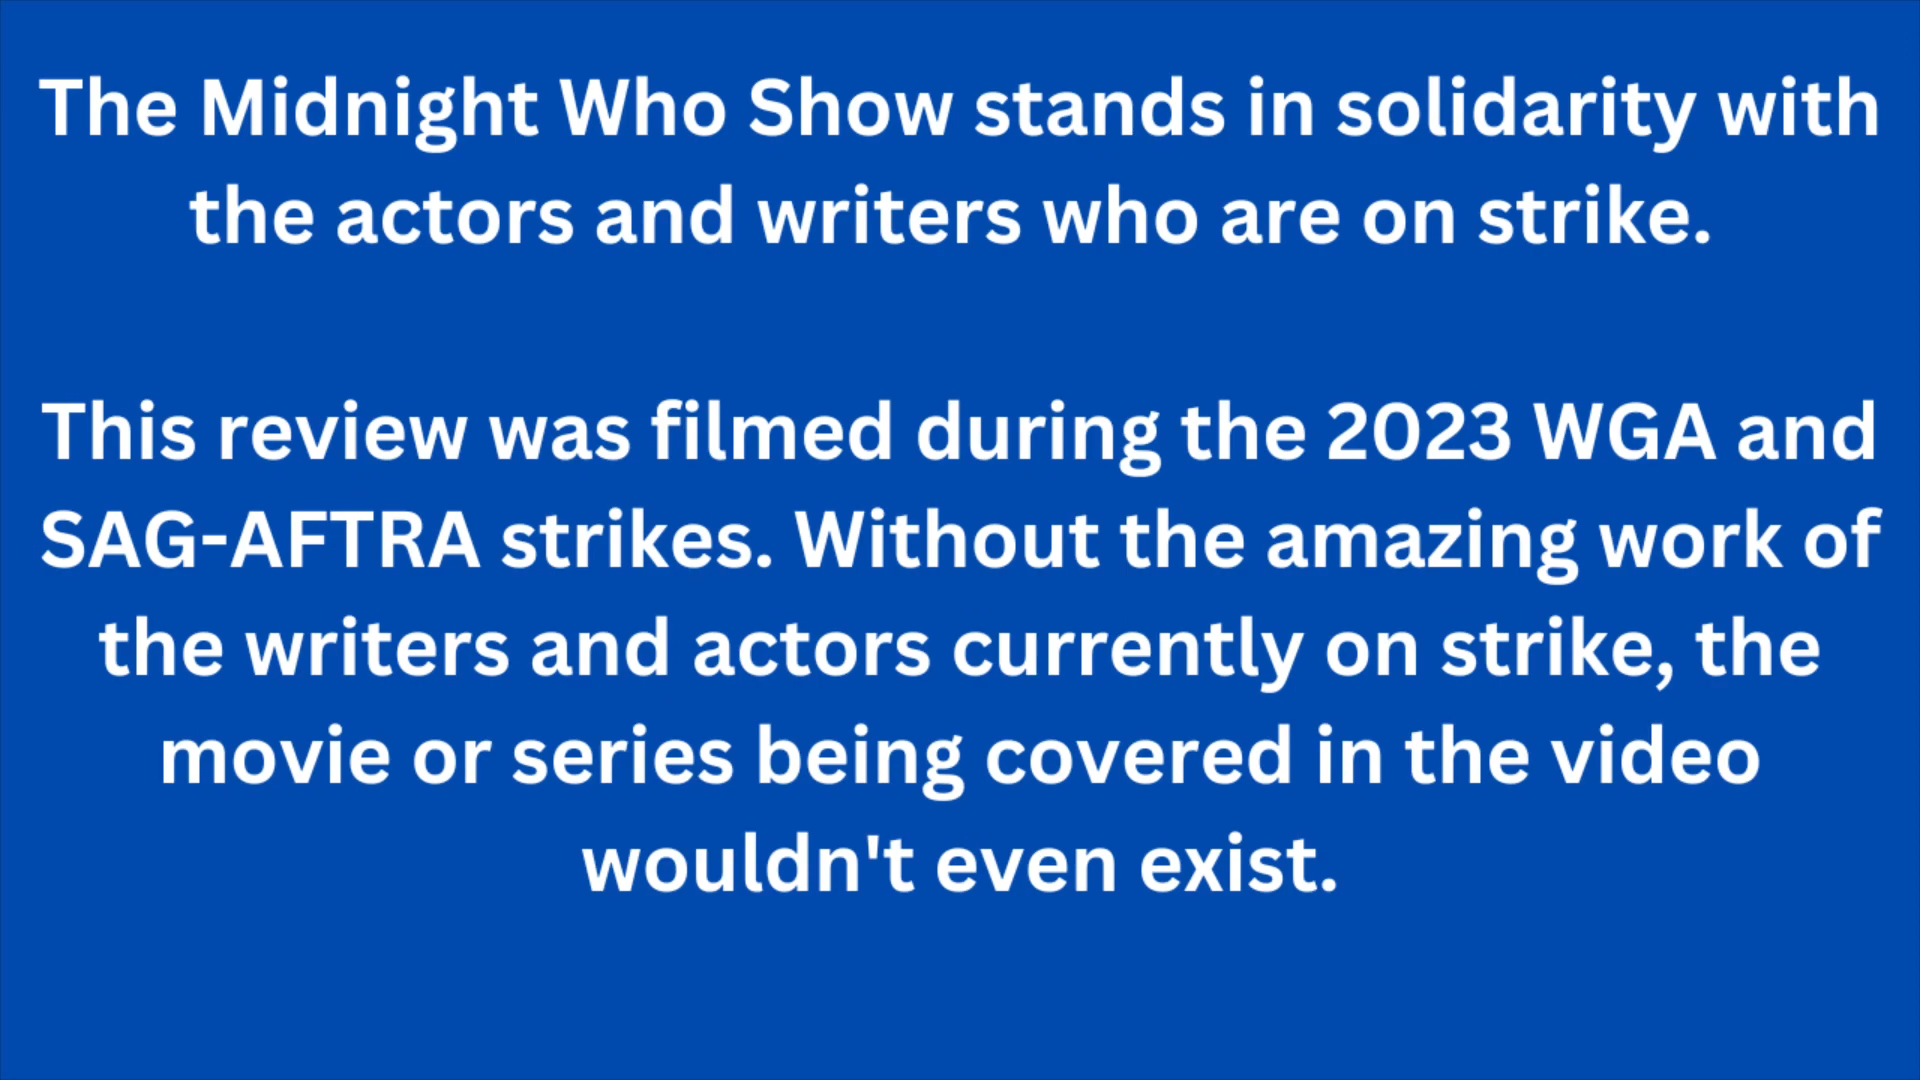 The Midnight Who Show stands in solidarity with
the actors and writers who are on strike.
This review was filmed during the 2023 WGA and
SAG-AFTRA strikes. Without the amazing work of
the writers and actors currently on strike, the
movie or series being covered in the video
wouldn't even exist.